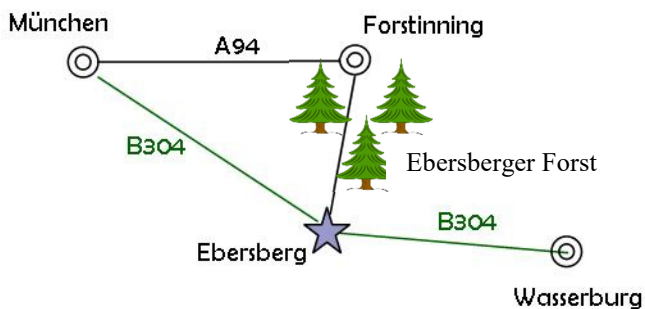 München
Forstinning
A94
B304
Ebersberger Forst
B304
Ebersberg
Wasserburg